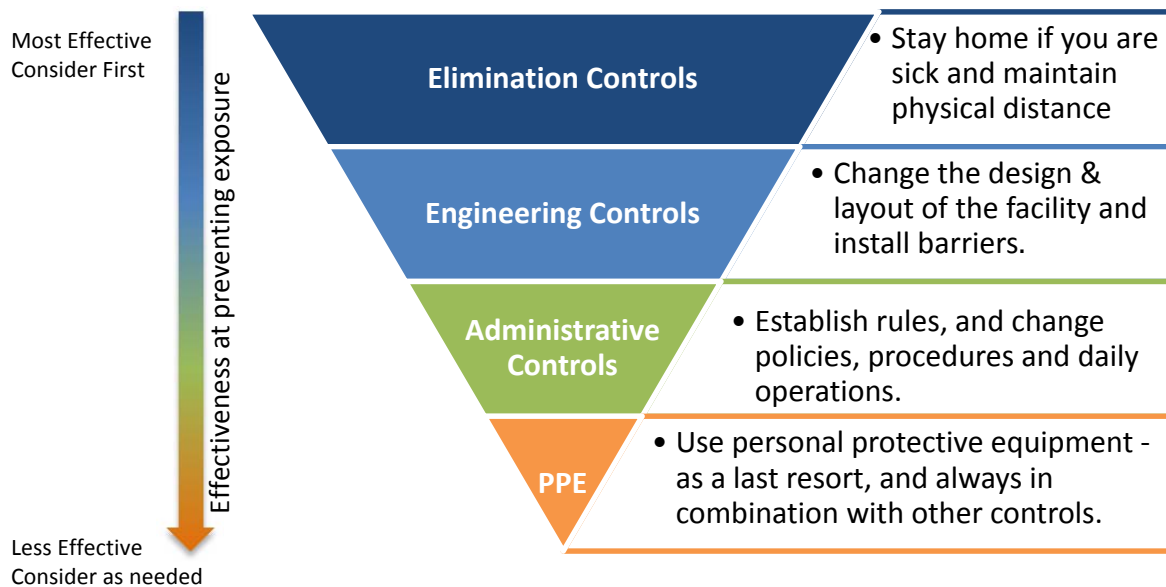 Most Effective
Consider First
Effectiveness at preventing exposure
Less Effective
Consider as needed
Elimination Controls
• Stay home if you are
sick and maintain
physical distance
Engineering Controls
• Change the design &
layout of the facility and
install barriers.
Administrative
Controls
• Establish rules, and change
policies, procedures and daily
operations.
PPE
• Use personal protective equipment -
as a last resort, and always in
combination with other controls.